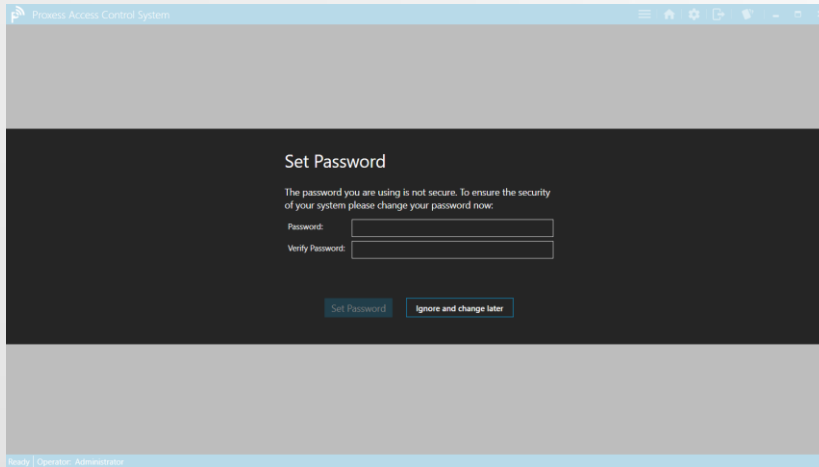 Proxess Access Control System
Set Password
The password you are using is not secure. To ensure the security
of your system please change your password now:
Password:
Verify Password:
Set Password
Ignore and change later
Ready
Operator: Administrator